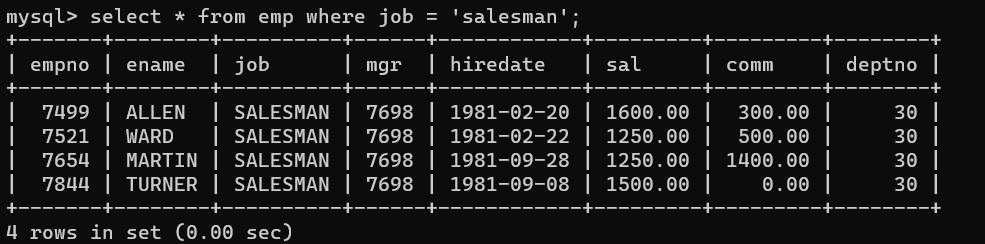 mysql> select * from emp where job = 'salesman';
+-------+--------+----------+------+------------+---------+---------+--------+
| empno | ename  | job      | mgr  | hiredate   | sal     | comm    | deptno |
+-------+--------+----------+------+------------+---------+---------+--------+
|  7499 | ALLEN  | SALESMAN | 7698 | 1981-02-20 | 1600.00 |  300.00 |     30 |
|  7521 | WARD   | SALESMAN | 7698 | 1981-02-22 | 1250.00 |  500.00 |     30 |
|  7654 | MARTIN | SALESMAN | 7698 | 1981-09-28 | 1250.00 | 1400.00 |     30 |
|  7844 | TURNER | SALESMAN | 7698 | 1981-09-08 | 1500.00 |    0.00 |     30 |
+-------+--------+----------+------+------------+---------+---------+--------+
4 rows in set (0.00 sec)